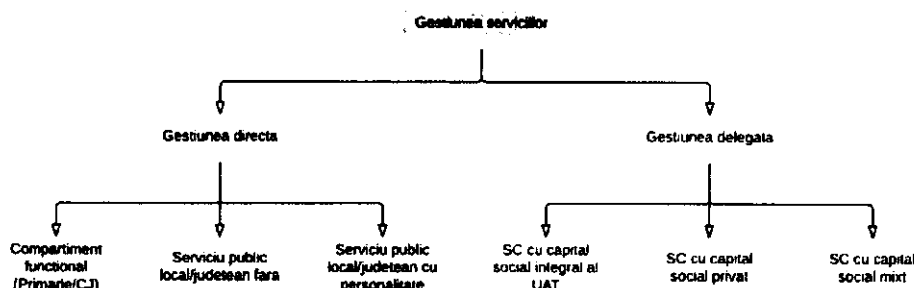 Gestiunea serviciilor
Gestiunea directa
Gestiunea delegata
Compartiment
functional
(Primarie/CJ)
Serviciu public
local/judetean fara
Serviciu public
local/judetean cu
personalitate
SC cu capital
social integral al
UAT
SC cu capital
social privat
SC cu capital
social mixt